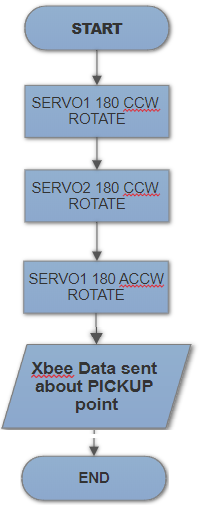 START
SERVO1 180 CCW
ROTATE
SERVO2 180 CCW
ROTATE
SERVO1 180 ACCW
ROTATE
Xbee Data sent
about PICKUP
point
END